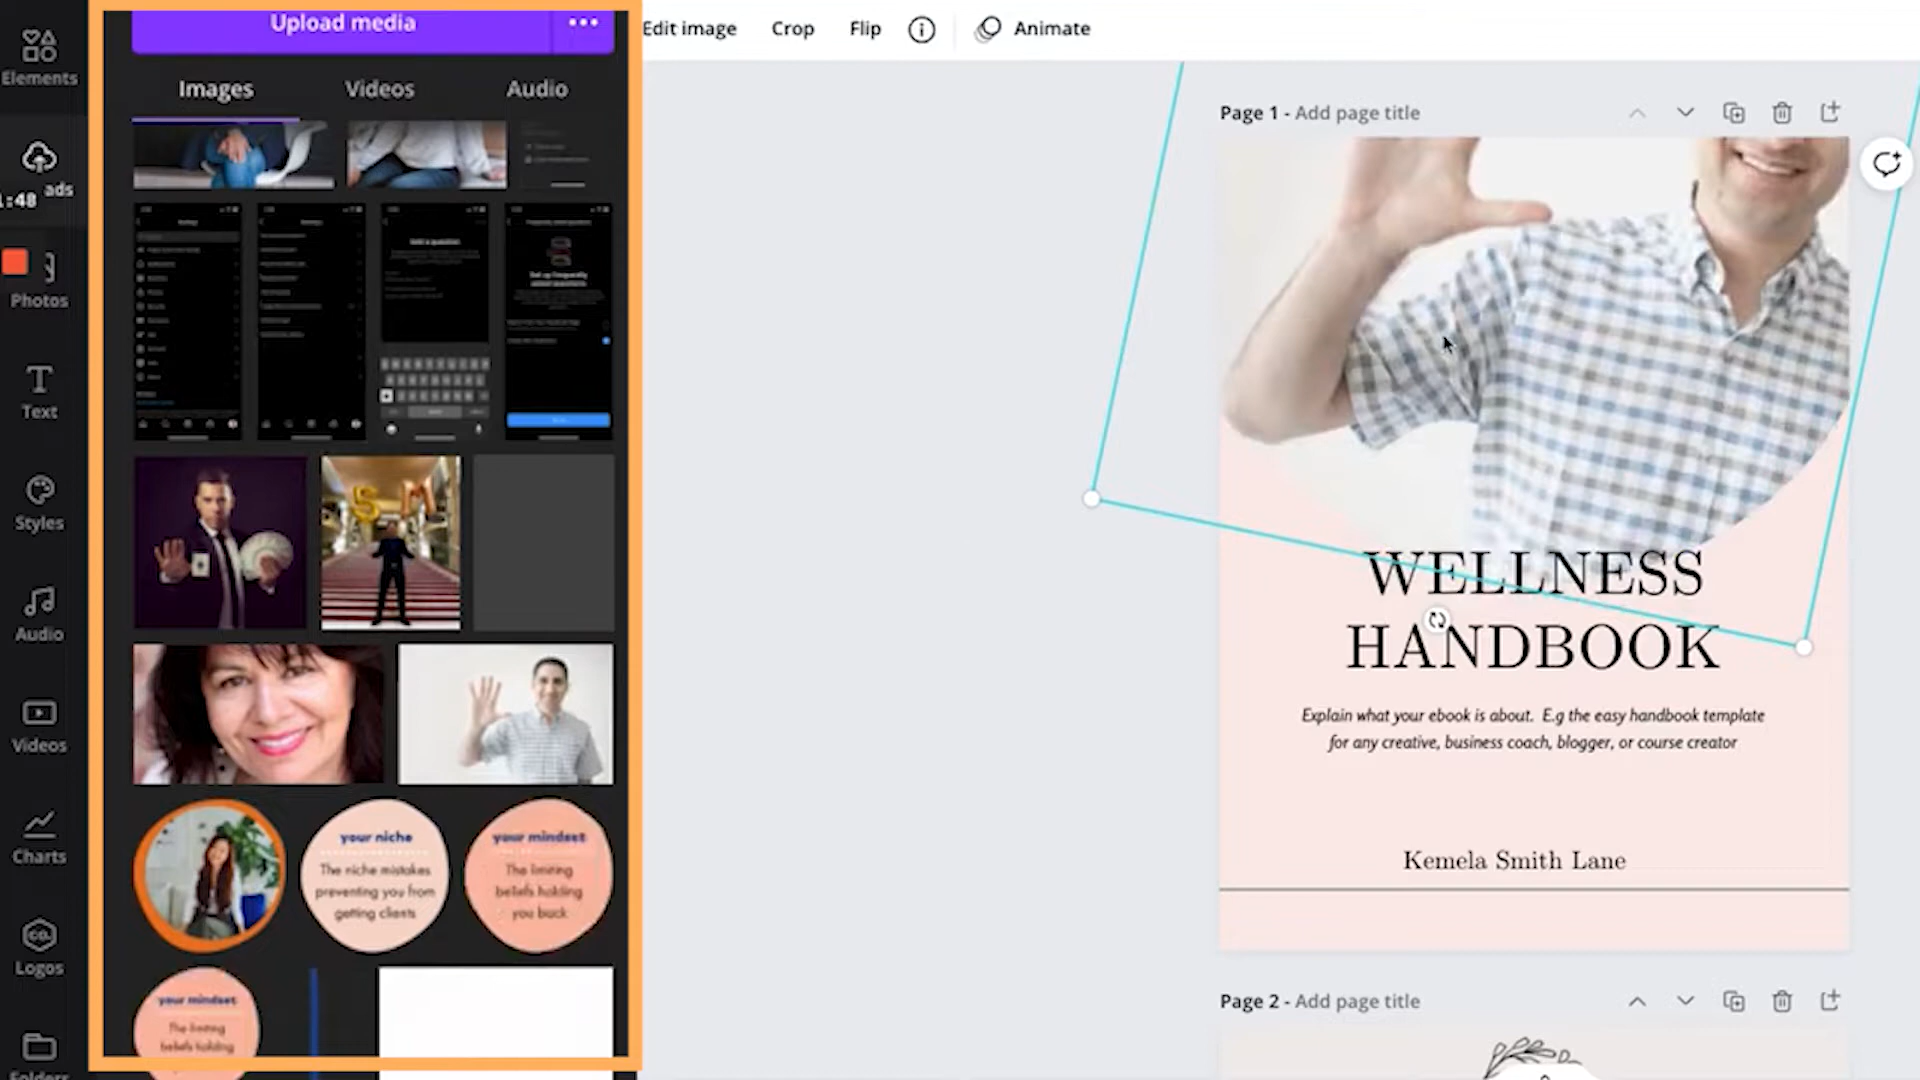 Upload media
Edit image
Crop
Flip
Animate
Elements
Images
Videos
Audio
ads
1:48
Photos
Text
Styles
Audio
Videos
Charts
Logos
Folders
your niche
The niche mistakes
preventing you from
getting clients
your mindset
The limiting
beliefs holding
you back
your mindset
The limiting
beliefs holding
5 M
Page 1 - Add page title
WELLNESS
HANDBOOK
Explain what your ebook is about. E.g the easy handbook template
for any creative, business coach, blogger, or course creator
Kemela Smith Lane
Page 2 - Add page title